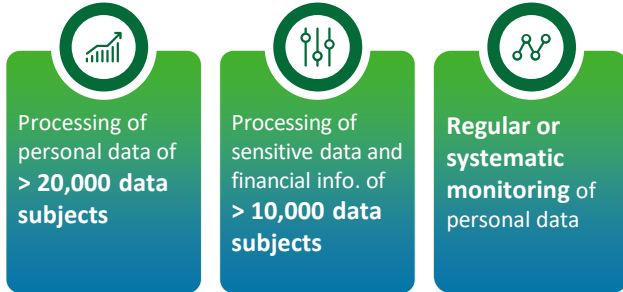 Processing of
personal data of
> 20,000 data
subjects
Processing of
sensitive data and
financial info. of
> 10,000 data
subjects
Regular or
systematic
monitoring of
personal data